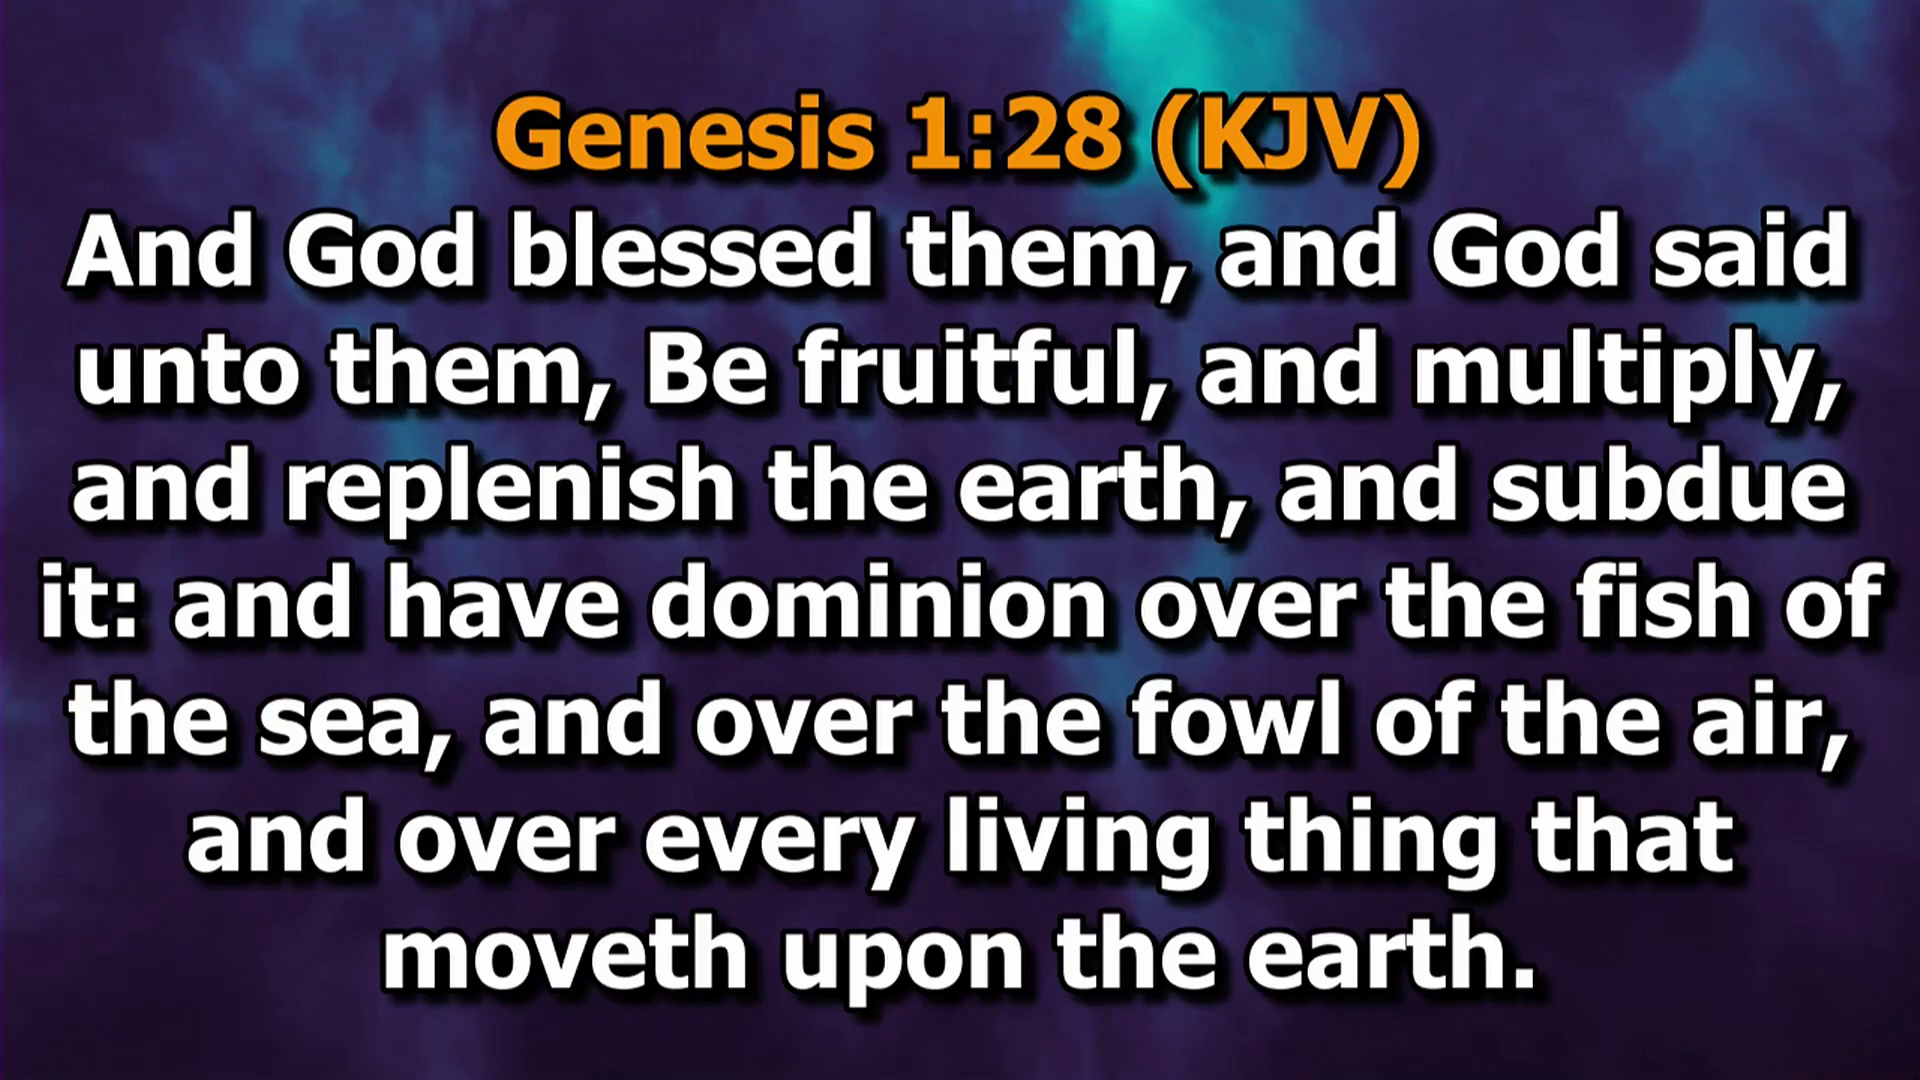 Genesis 1:28 (KJV)
And God blessed them, and God said
unto them, Be fruitful, and multiply,
and replenish the earth, and subdue
it: and have dominion over the fish of
the sea, and over the fowl of the air,
and over every living thing that
moveth upon the earth.